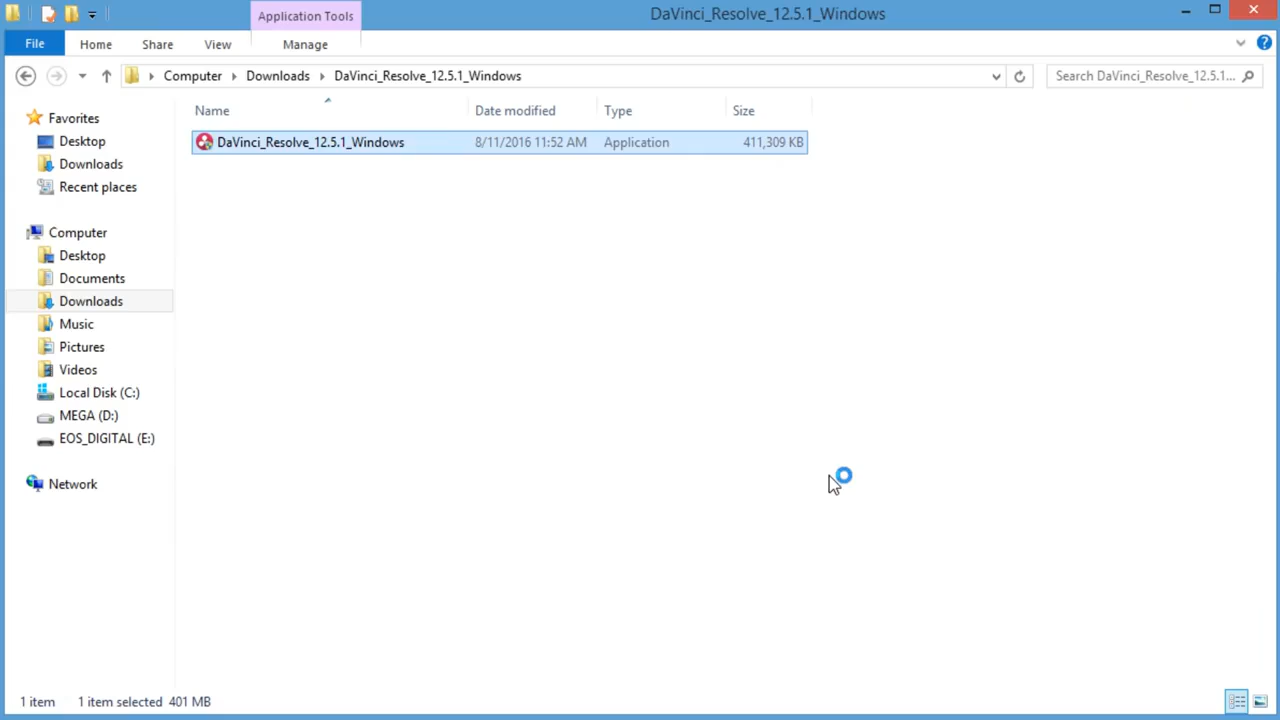 Application Tools
DaVinci_Resolve_12.5.1_Windows
File
Home
Share
View
Manage
Computer
Downloads
DaVinci_Resolve_12.5.1_Windows
Search DaVinci_Resolve_12.5.1...
Name
Date modified
Type
Size
DaVinci_Resolve_12.5.1_Windows
8/11/2016 11:52 AM
Application
411,309 KB
Favorites
Desktop
Downloads
Recent places
Computer
Desktop
Documents
Downloads
Music
Pictures
Videos
Local Disk (C:)
MEGA (D:)
EOS_DIGITAL (E:)
Network
1 item
1 item selected 401 MB